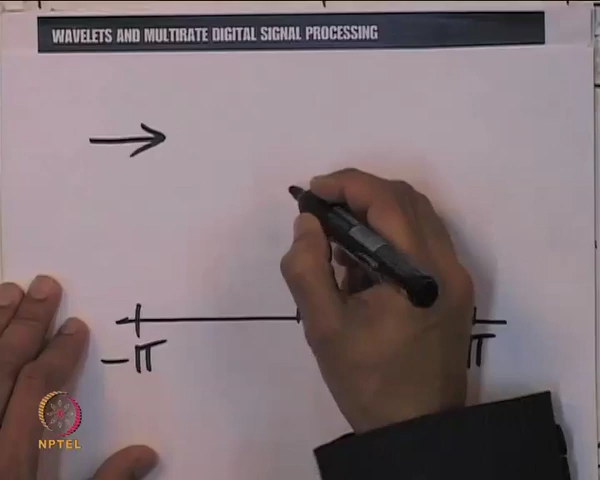 WAVELETS AND MULTIRATE DIGITAL SIGNAL PROCESSING
-π π
NPTEL